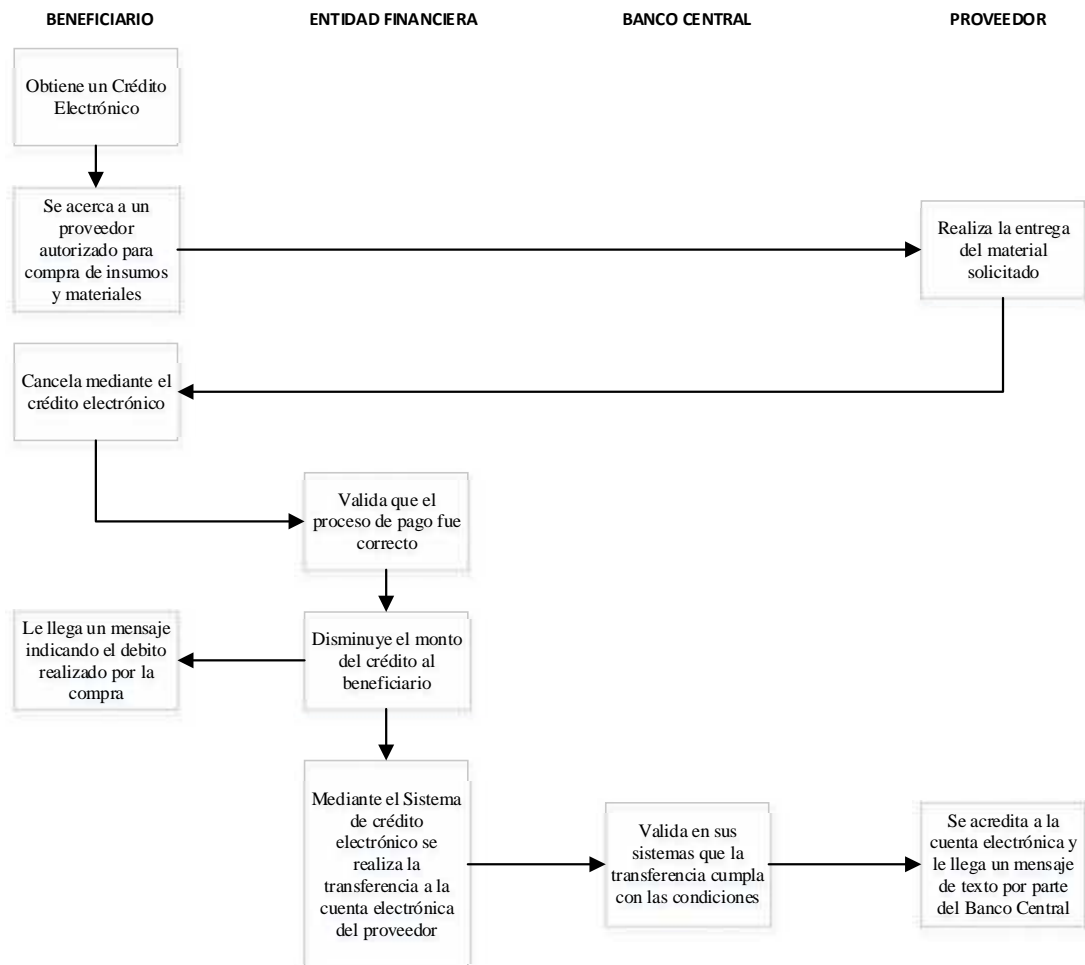 BENEFICIARIO
ENTIDAD FINANCIERA
BANCO CENTRAL
PROVEEDOR
Obtiene un Crédito
Electrónico
Se acerca a un
proveedor
autorizado para
compra de insumos
y materiales
Realiza la entrega
del material
solicitado
Cancela mediante el
crédito electrónico
Valida que el
proceso de pago fue
correcto
Disminuye el monto
del crédito al
beneficiario
Le llega un mensaje
indicando el debito
realizado por la
compra
Mediante el Sistema
de crédito
electrónico se
realiza la
transferencia a la
cuenta electrónica
del proveedor
Valida en sus
sistemas que la
transferencia cumpla
con las condiciones
Se acredita a la
cuenta electrónica y
le llega un mensaje
de texto por parte
del Banco Central